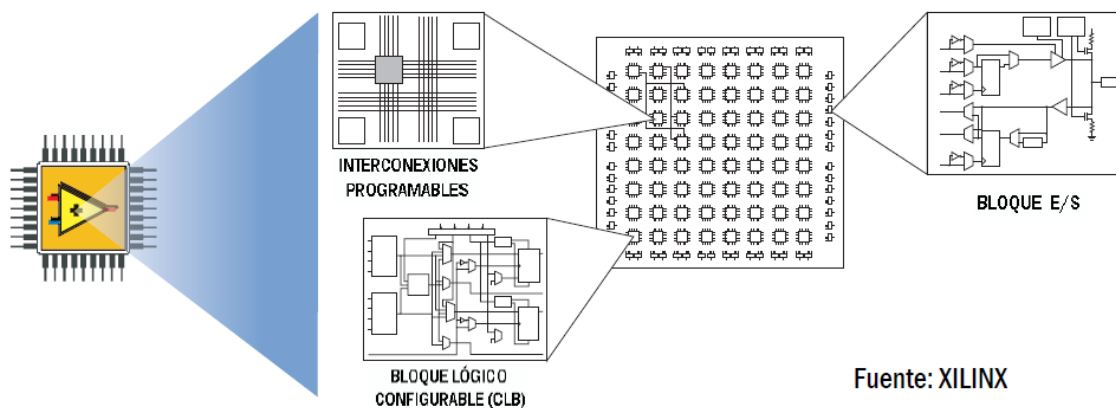 INTERCONEXIONES
PROGRAMABLES
BLOQUE E/S
BLOQUE LÓGICO
CONFIGURABLE (CLB)
Fuente: XILINX